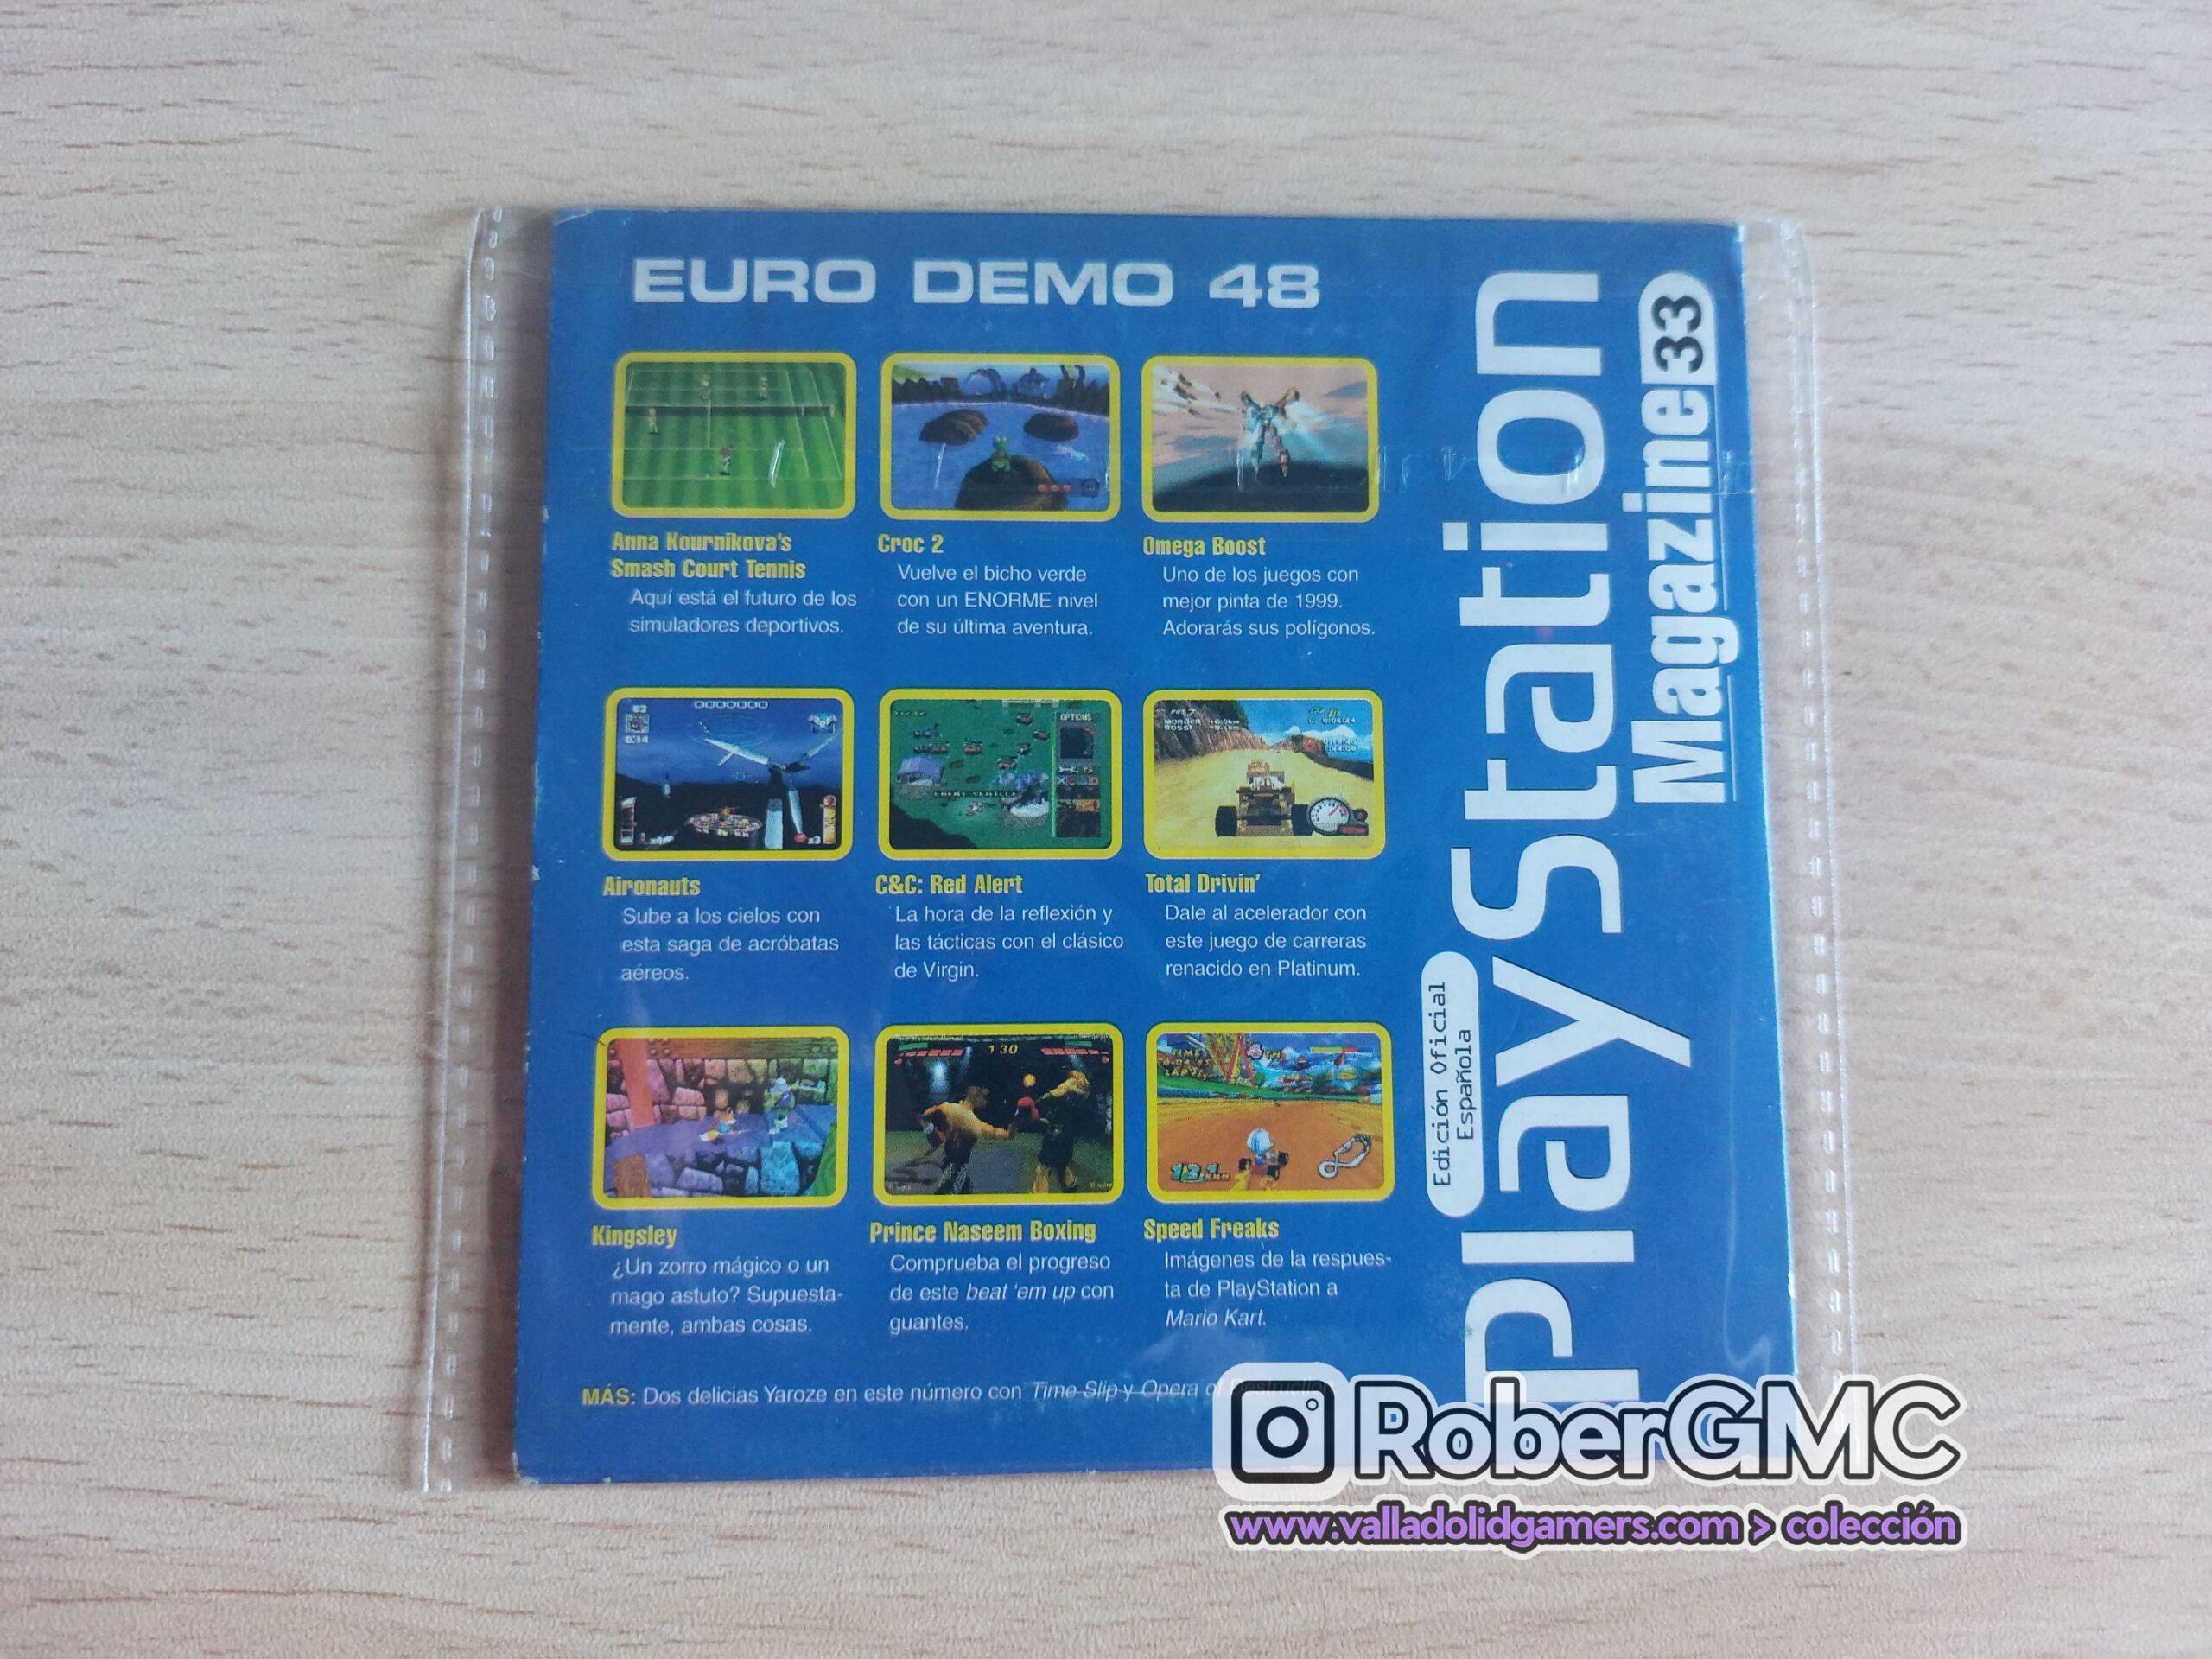 EURO DEMO 48
Anna Kournikova's
Smash Court Tennis
Aquí está el futuro de los
simuladores deportivos.
Croc 2
Vuelve el bicho verde
con un ENORME nivel
de su última aventura.
Omega Boost
Uno de los juegos con
mejor pinta de 1999.
Adorarás sus polígonos.
OPTIONS
Aironauts
Sube a los cielos con
esta saga de acróbatas
aéreos.
C&C: Red Alert
La hora de la reflexión y
las tácticas con el clásico
de Virgin.
Total Drivin'
Dale al acelerador con
este juego de carreras
renacido en Platinum.
130
Kingsley
¿Un zorro mágico o un
mago astuto? Supuesta-
mente, ambas cosas.
Prince Naseem Boxing
Comprueba el progreso
de este beat 'em up con
guantes.
Speed Freaks
Imágenes de la respues-
ta de PlayStation a
Mario Kart.
MÁS: Dos delicias Yaroze en este número con Time Slip y Opera of
Edición Oficial
Española
PlayStation
Magazine 33
RoberGMC
www.valladolidgamers.com > colección